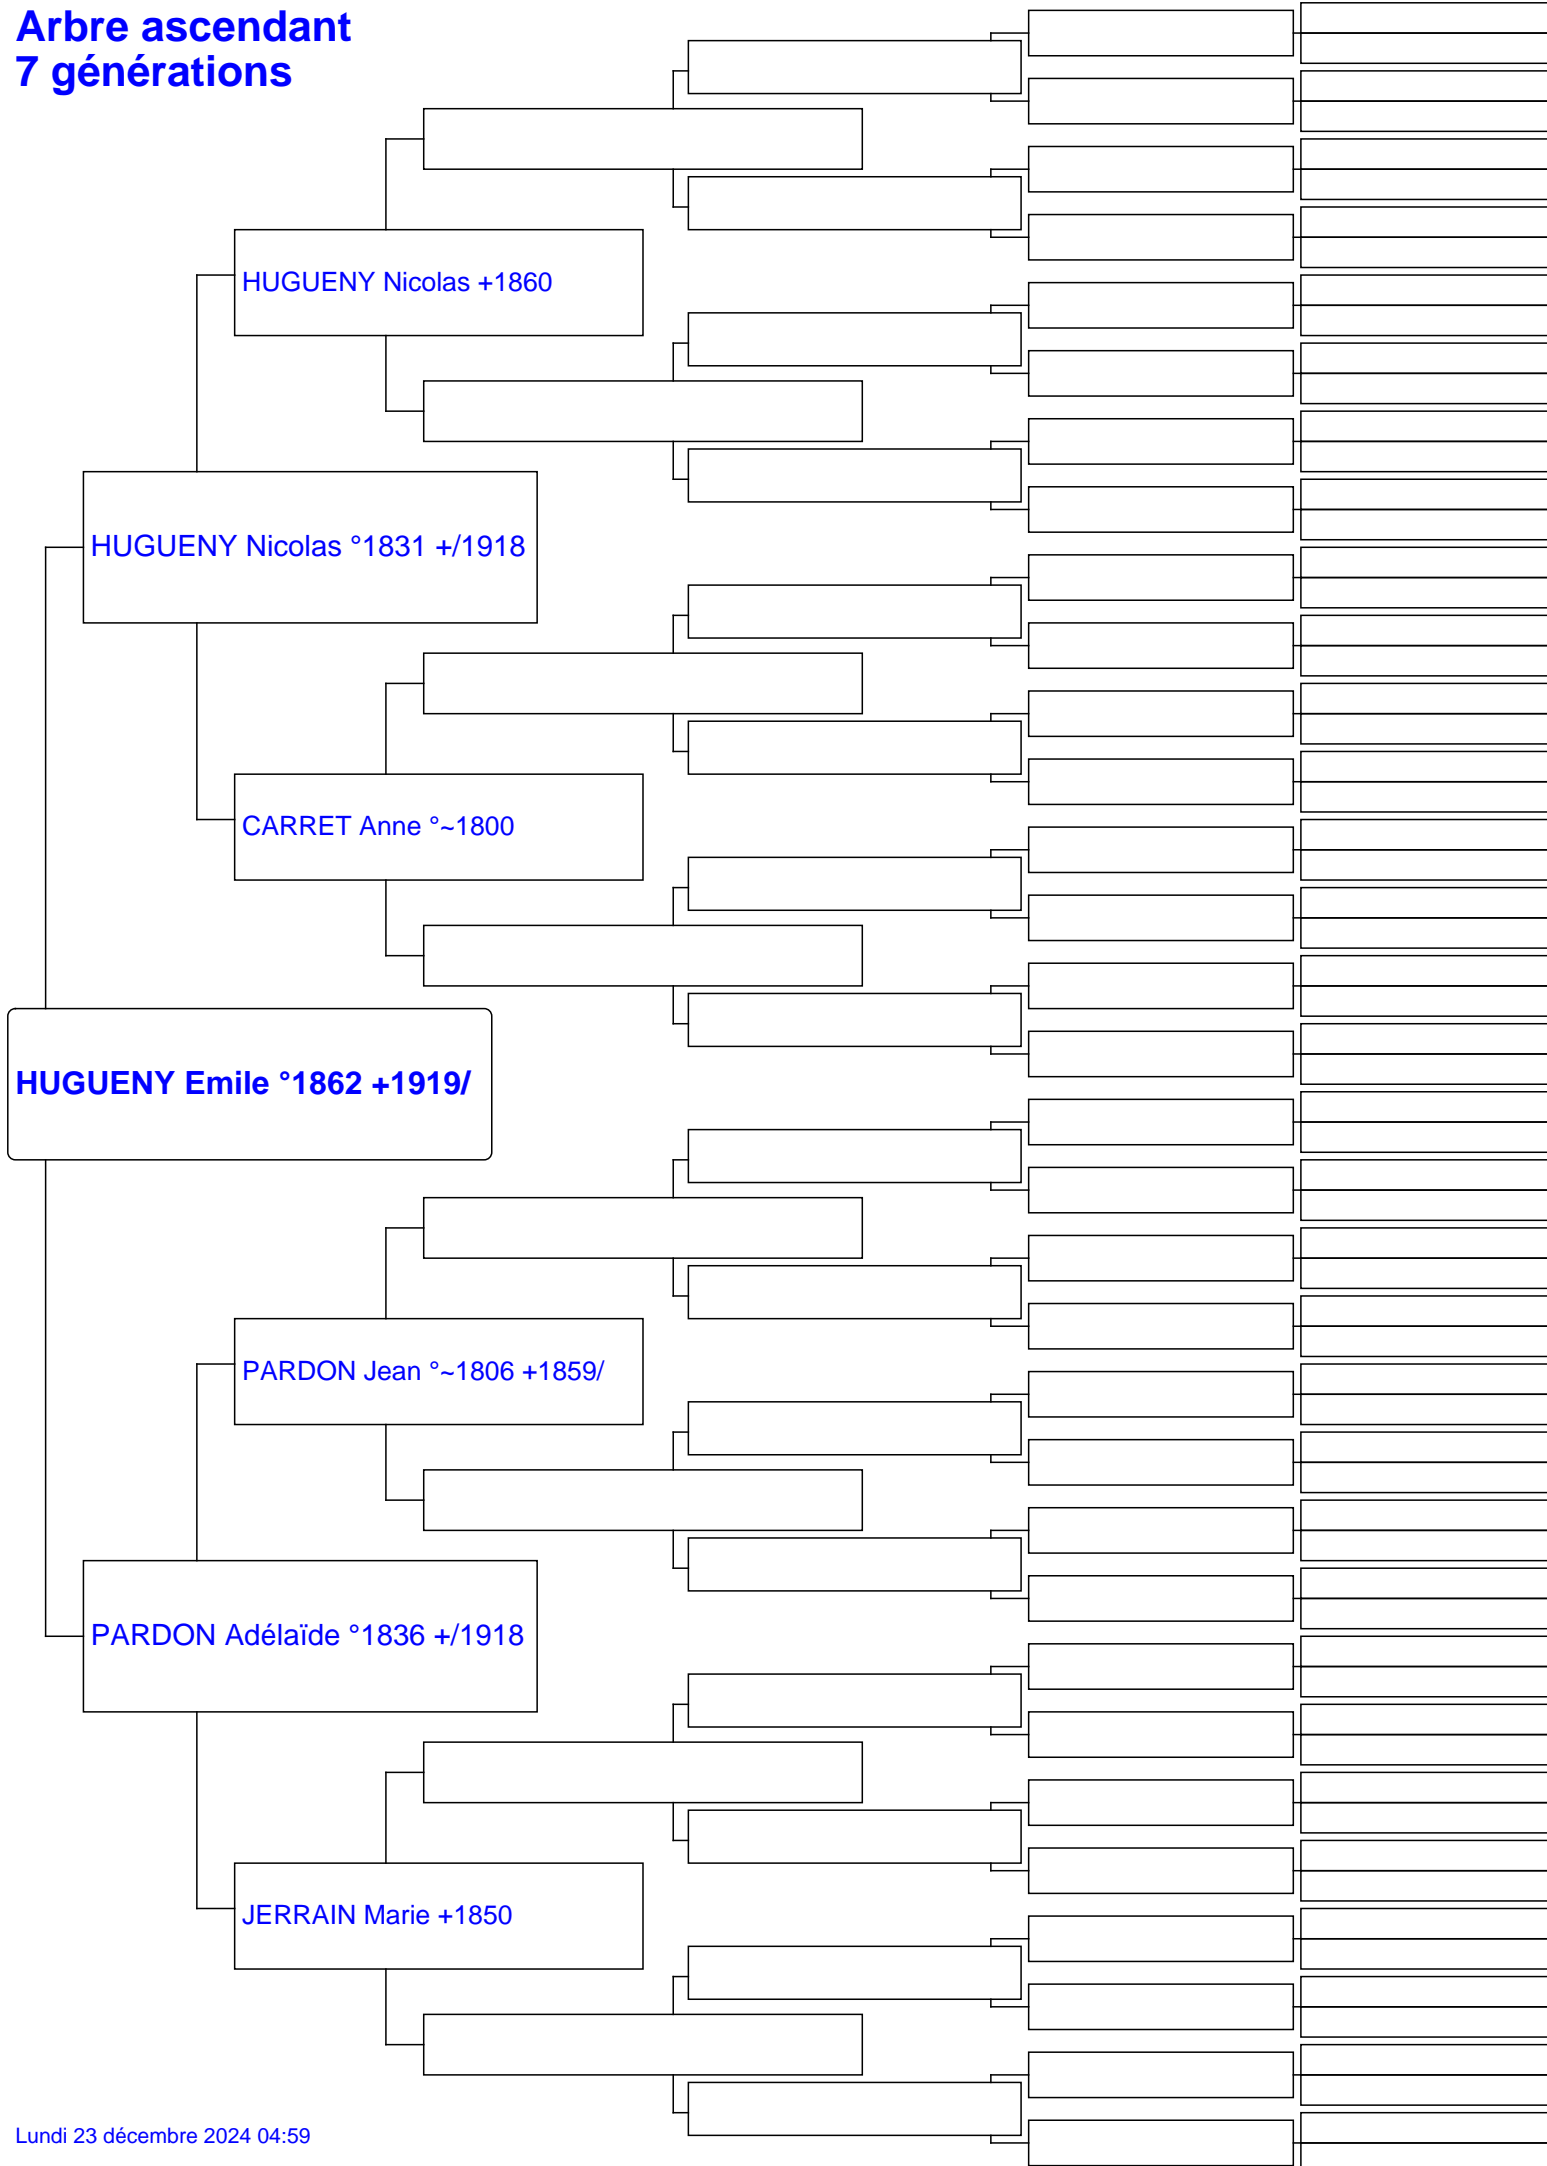 Arbre ascendant
7 générations
HUGUENY Nicolas +1860
HUGUENY Nicolas °1831 +/1918
CARRET Anne °~1800
HUGUENY Emile °1862 +1919/
PARDON Jean °~1806 +1859/
PARDON Adélaïde °1836 +/1918
JERRAIN Marie +1850
Lundi 23 décembre 2024 04:59